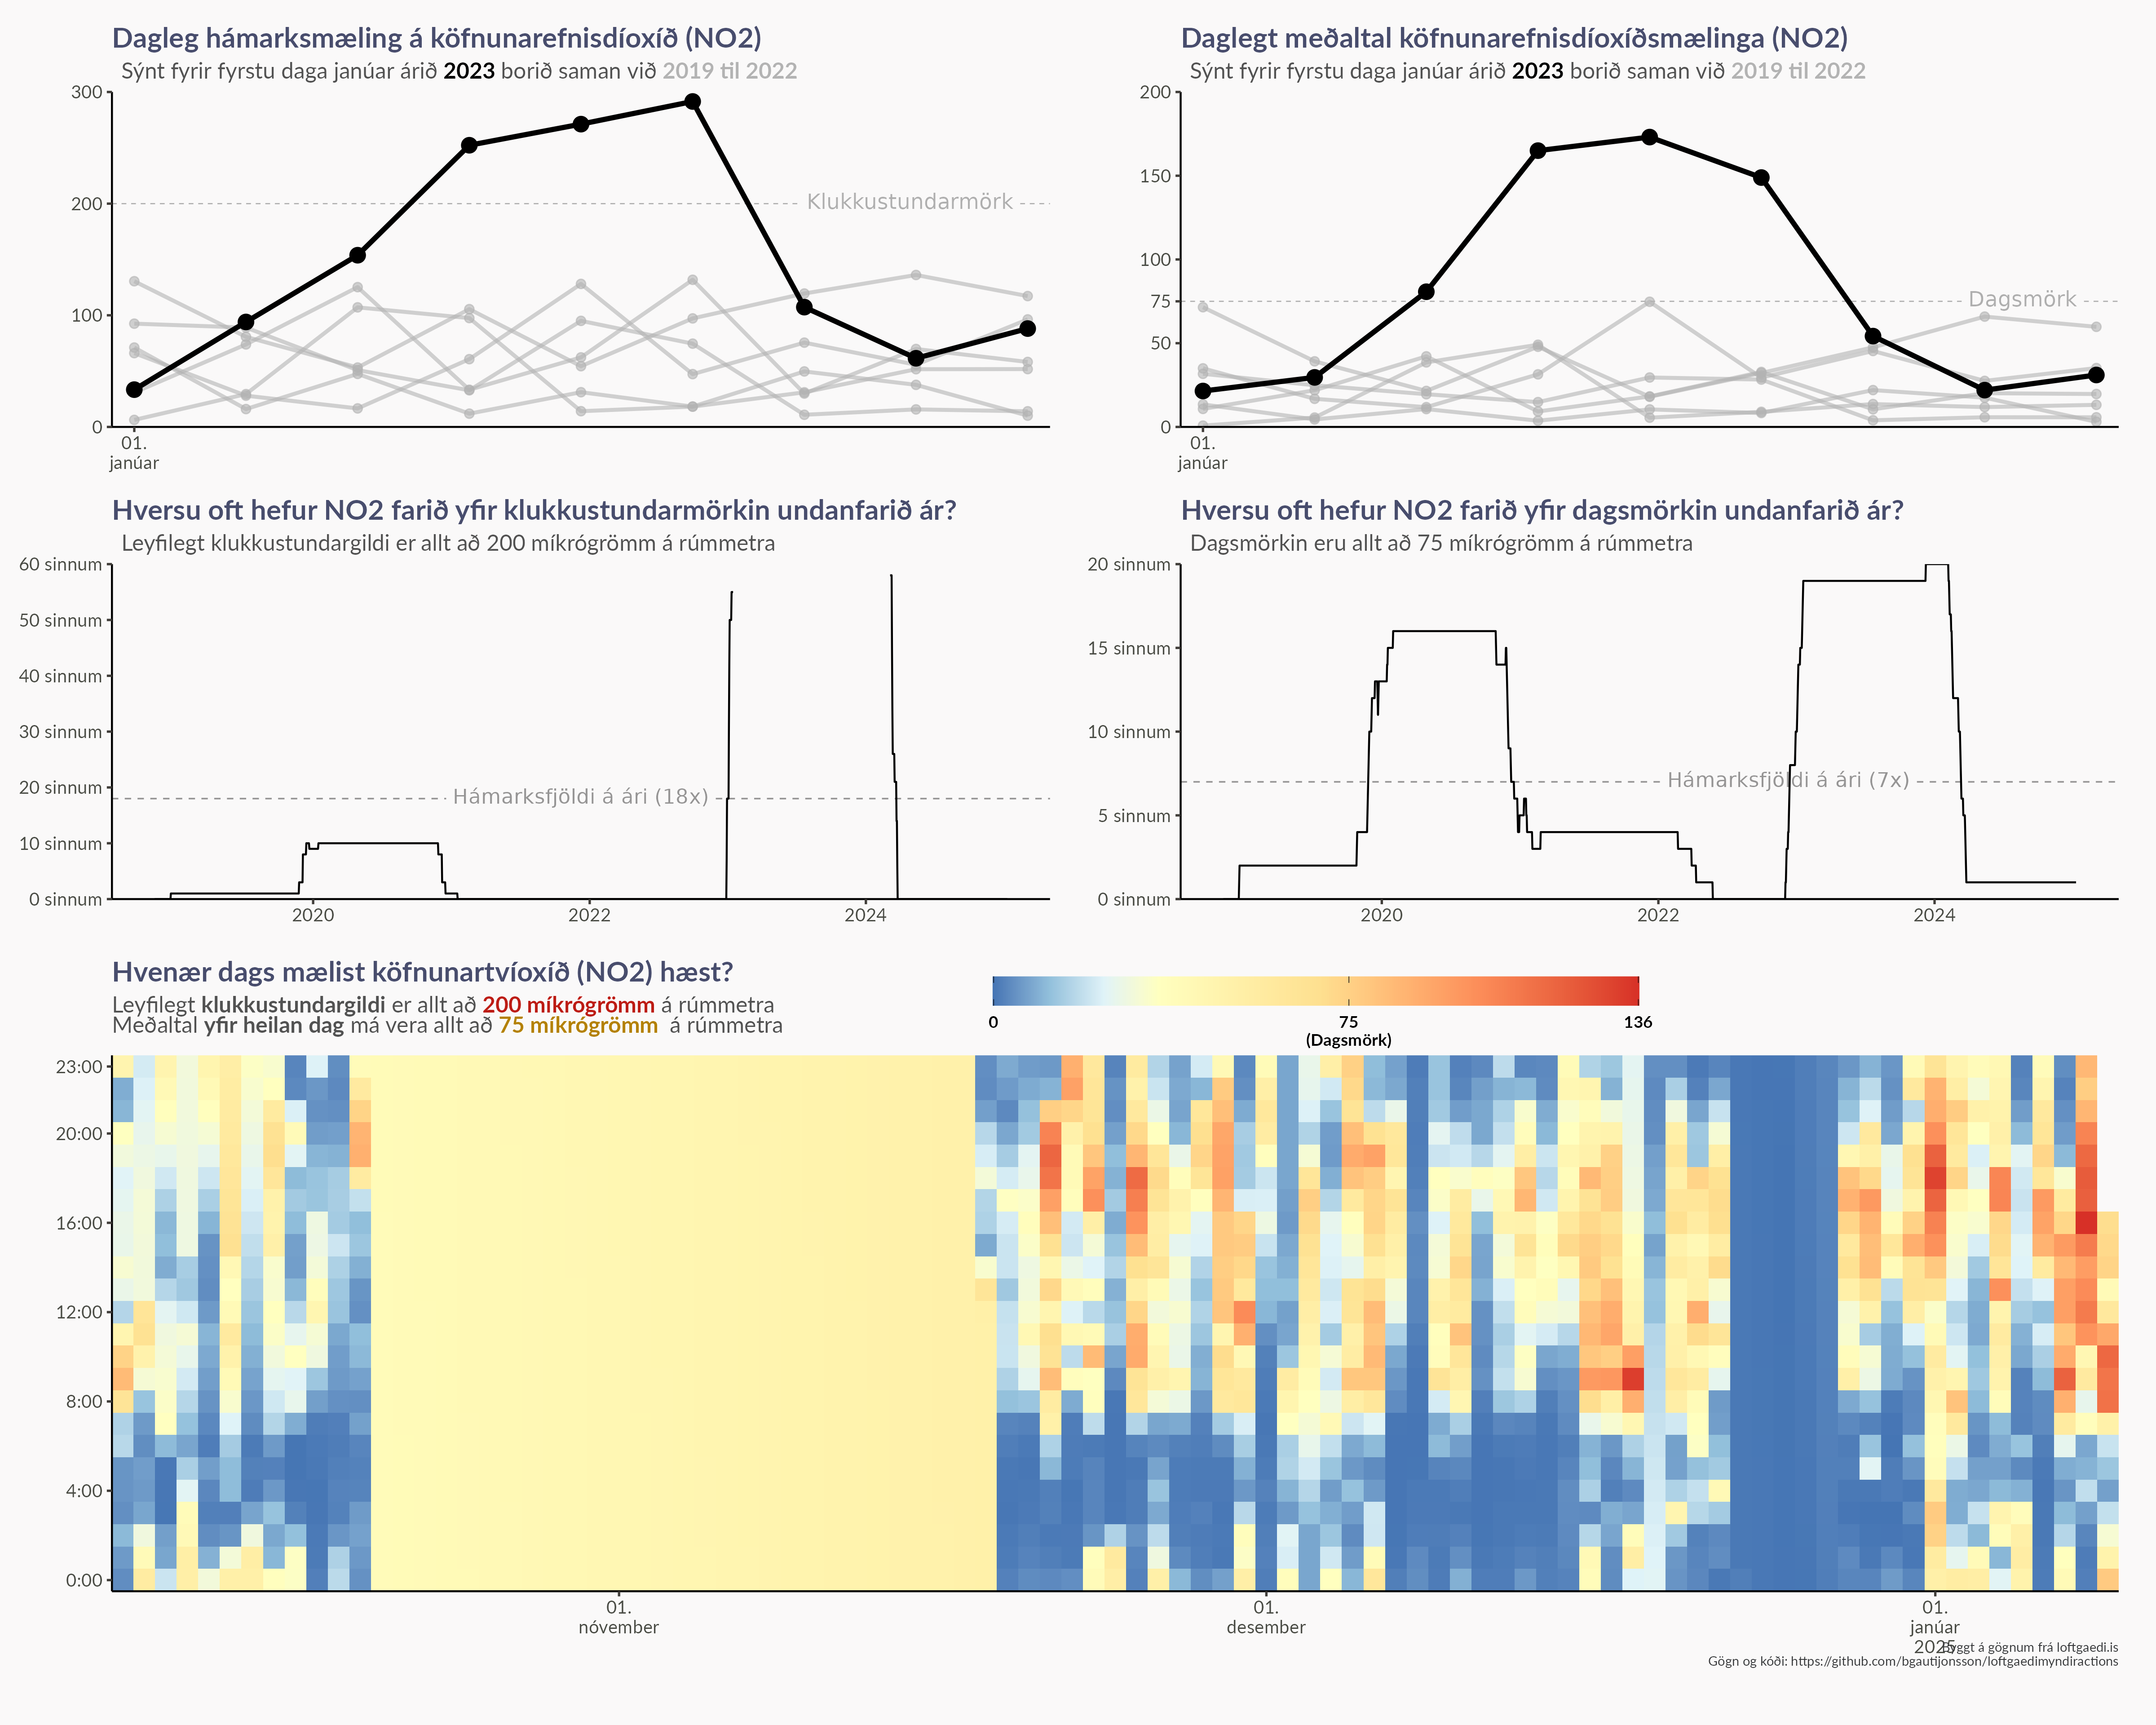 Dagleg hámarksmæling á köfnunarefnisdíoxíð (NO2)
Sýnt fyrir fyrstu daga janúar árið 2023 borið saman við 2019 til 2022
300
200
100
0
Klukkustundarmörk
01.
janúar
Daglegt meðaltal köfnunarefnisdíoxíðsmælinga (NO2)
Sýnt fyrir fyrstu daga janúar árið 2023 borið saman við 2019 til 2022
200
150
100
75
50
0
Dagsmörk
01.
janúar
Hversu oft hefur NO2 farið yfir klukkustundarmörkin undanfarið ár?
Leyfilegt klukkustundargildi er allt að 200 míkrógrömm á rúmmetra
60 sinnum
50 sinnum
40 sinnum
30 sinnum
20 sinnum
10 sinnum
0 sinnum
Hámarksfjöldi á ári (18x)
2020 2022 2024
Hversu oft hefur NO2 farið yfir dagsmörkin undanfarið ár?
Dagsmörkin eru allt að 75 míkrógrömm á rúmmetra
20 sinnum
15 sinnum
10 sinnum
5 sinnum
0 sinnum
Hámarksfjöldi á ári (7x)
2020 2022 2024
Hvenær dags mælist köfnunartvíoxíð (NO2) hæst?
Leyfilegt klukkustundargildi er allt að 200 míkrógrömm á rúmmetra
Meðaltal yfir heilan dag má vera allt að 75 míkrógrömm á rúmmetra
0 75 136
(Dagsmörk)
23:00
20:00
16:00
12:00
8:00
4:00
0:00
01.
nóvember
01.
desember
01.
janúar
2025
Byggt á gögnum frá loftgaedi.is
Gögn og kóði: https://github.com/bgautijonsson/loftgaedimyndiractions